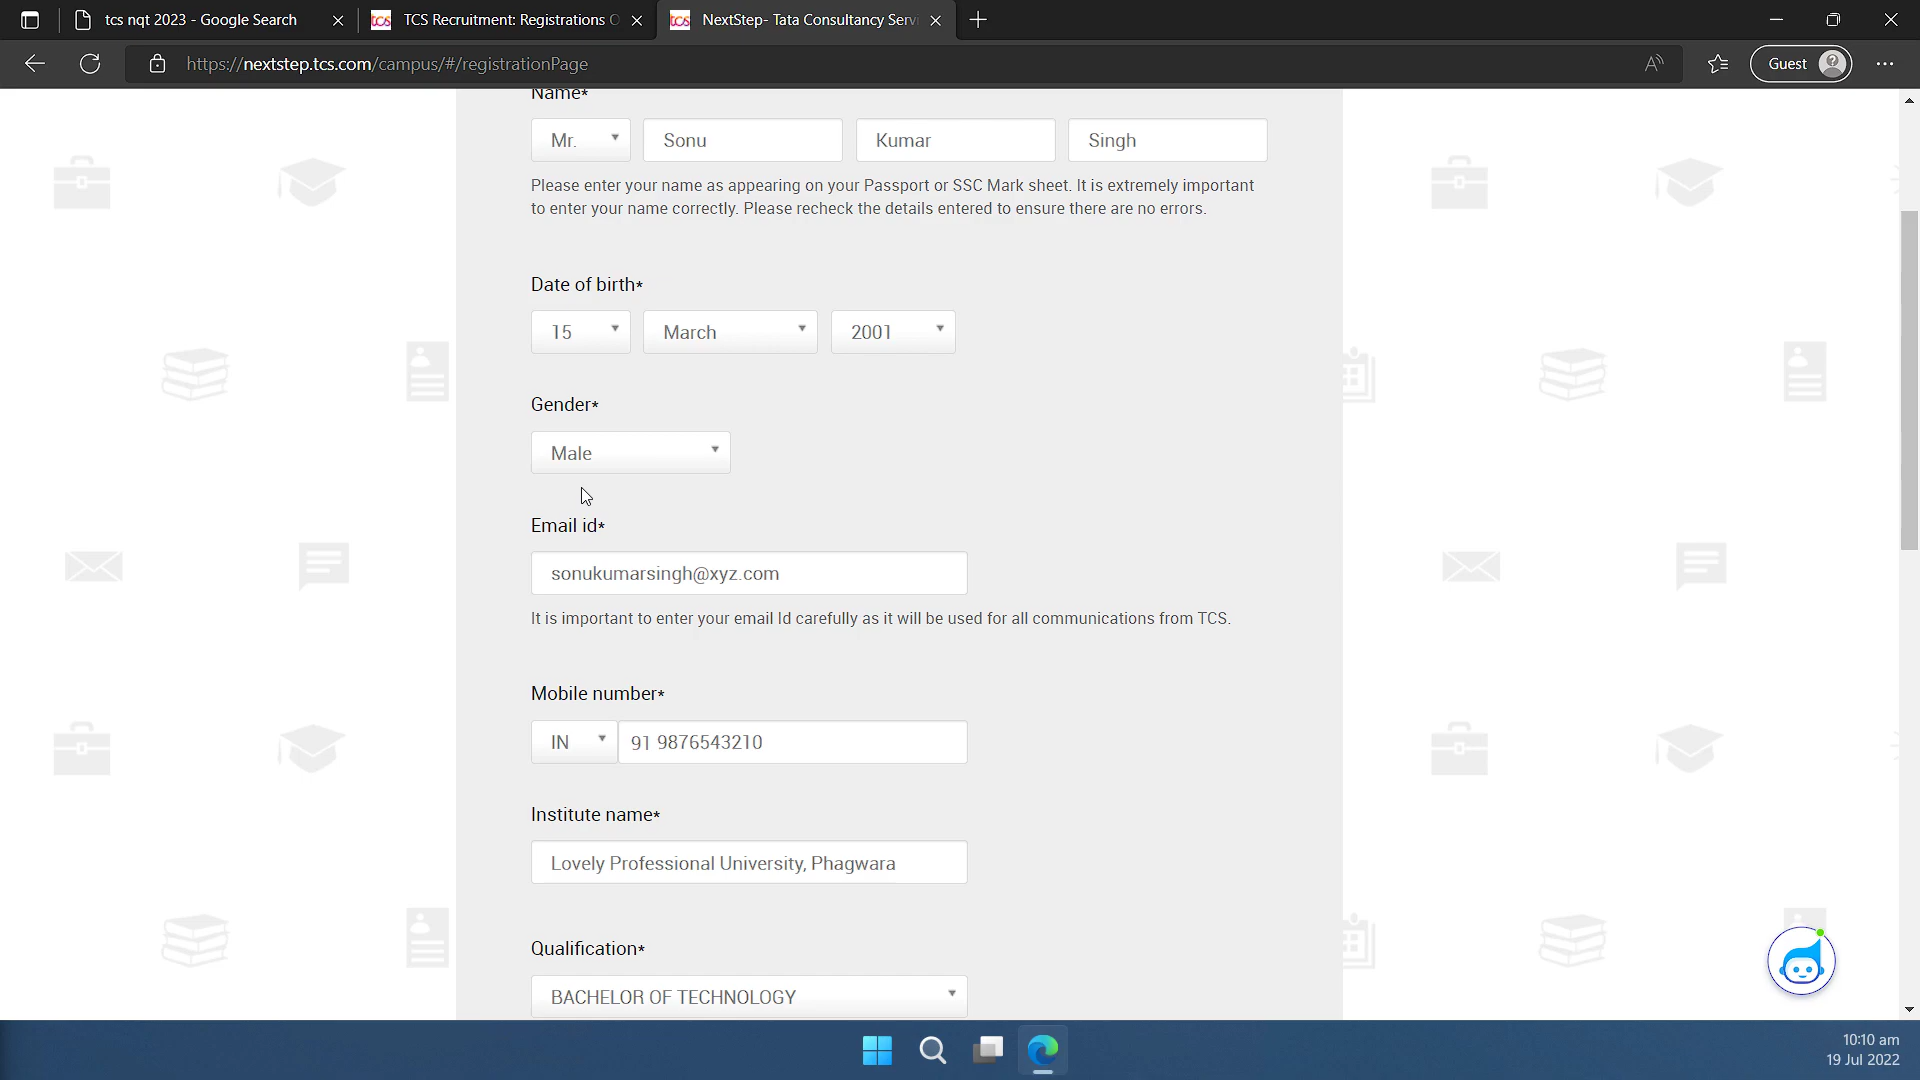 tcs nqt 2023 - Google Search
tcs TCS Recruitment: Registrations O
tcs NextStep- Tata Consultancy Serv
https://nextstep.tcs.com/campus/#/registrationPage
Guest
Name*
Mr. Sonu Kumar Singh
Please enter your name as appearing on your Passport or SSC Mark sheet. It is extremely important
to enter your name correctly. Please recheck the details entered to ensure there are no errors.
Date of birth*
15 March 2001
Gender*
Male
Email id*
sonukumarsingh@xyz.com
It is important to enter your email Id carefully as it will be used for all communications from TCS.
Mobile number*
IN 91 9876543210
Institute name*
Lovely Professional University, Phagwara
Qualification*
BACHELOR OF TECHNOLOGY
10:10 am
19 Jul 2022